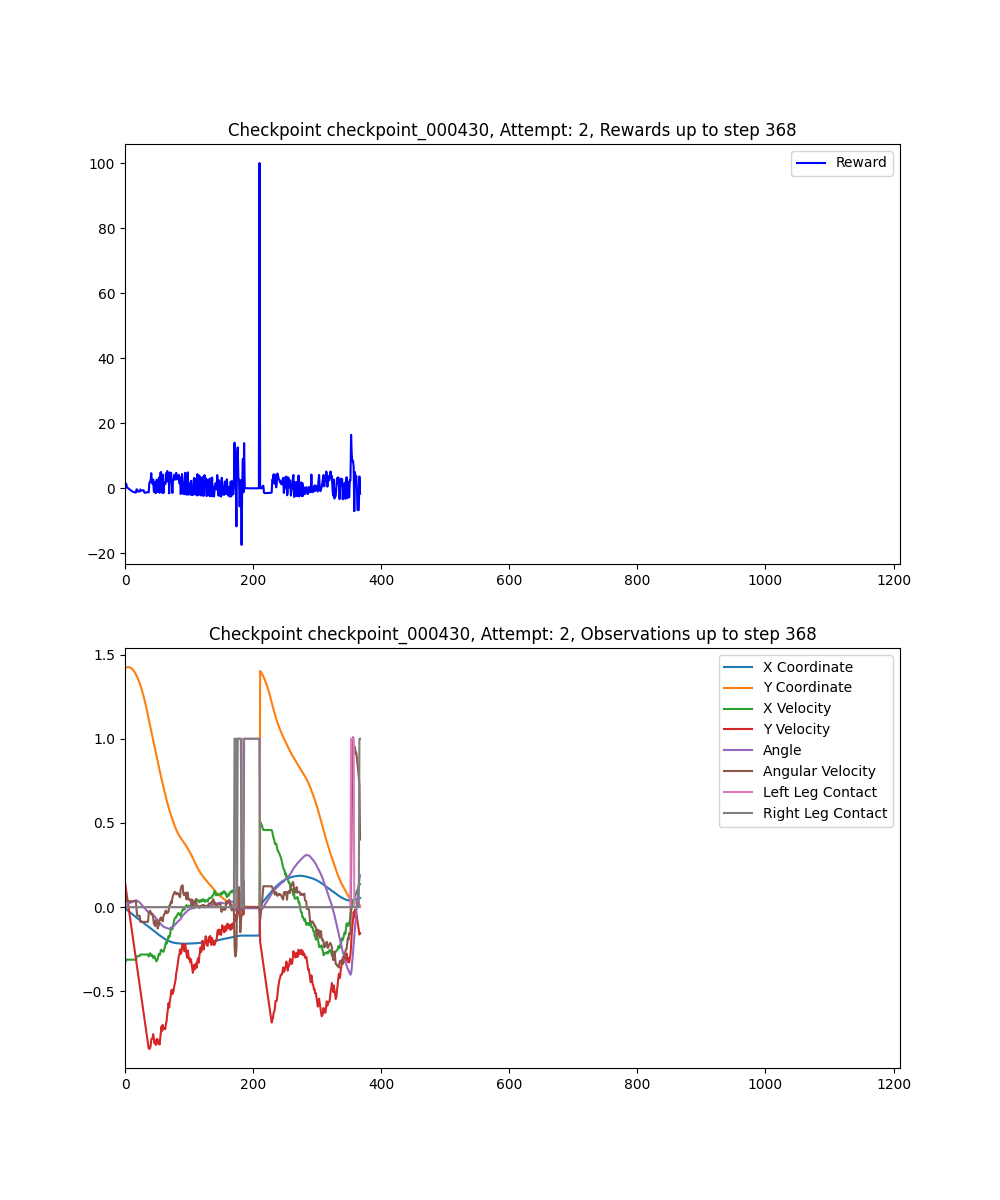 Checkpoint checkpoint_000430, Attempt: 2, Rewards up to step 368
100
80
60
40
20
0
−20
Reward
0 200 400 600 800 1000 1200
Checkpoint checkpoint_000430, Attempt: 2, Observations up to step 368
1.5
1.0
0.5
0.0
−0.5
X Coordinate
Y Coordinate
X Velocity
Y Velocity
Angle
Angular Velocity
Left Leg Contact
Right Leg Contact
0 200 400 600 800 1000 1200